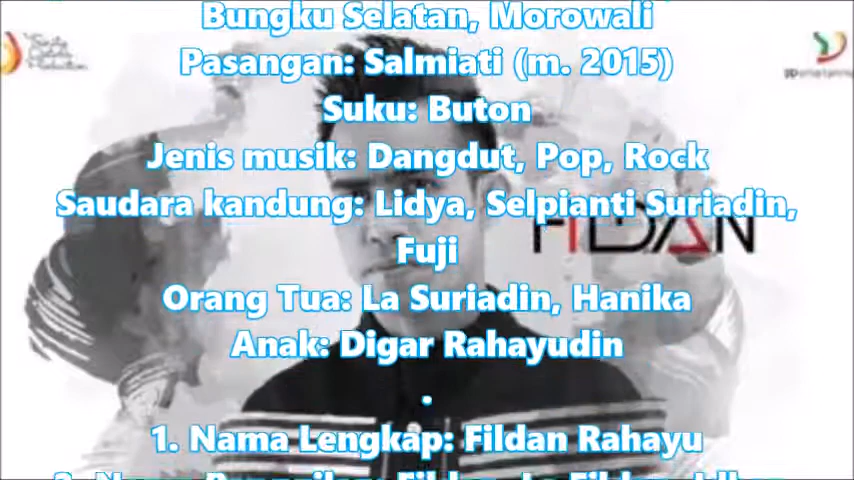 Bungku Selatan, Morowali
Pasangan: Salmiati (m. 2015)
Suku: Buton
Jenis musik: Dangdut, Pop, Rock
Saudara kandung: Lidya, Selpianti Suriadin,
Fuji
FILDAN
Orang Tua: La Suriadin, Hanika
Anak: Digar Rahayudin
.
1. Nama Lengkap: Fildan Rahayu